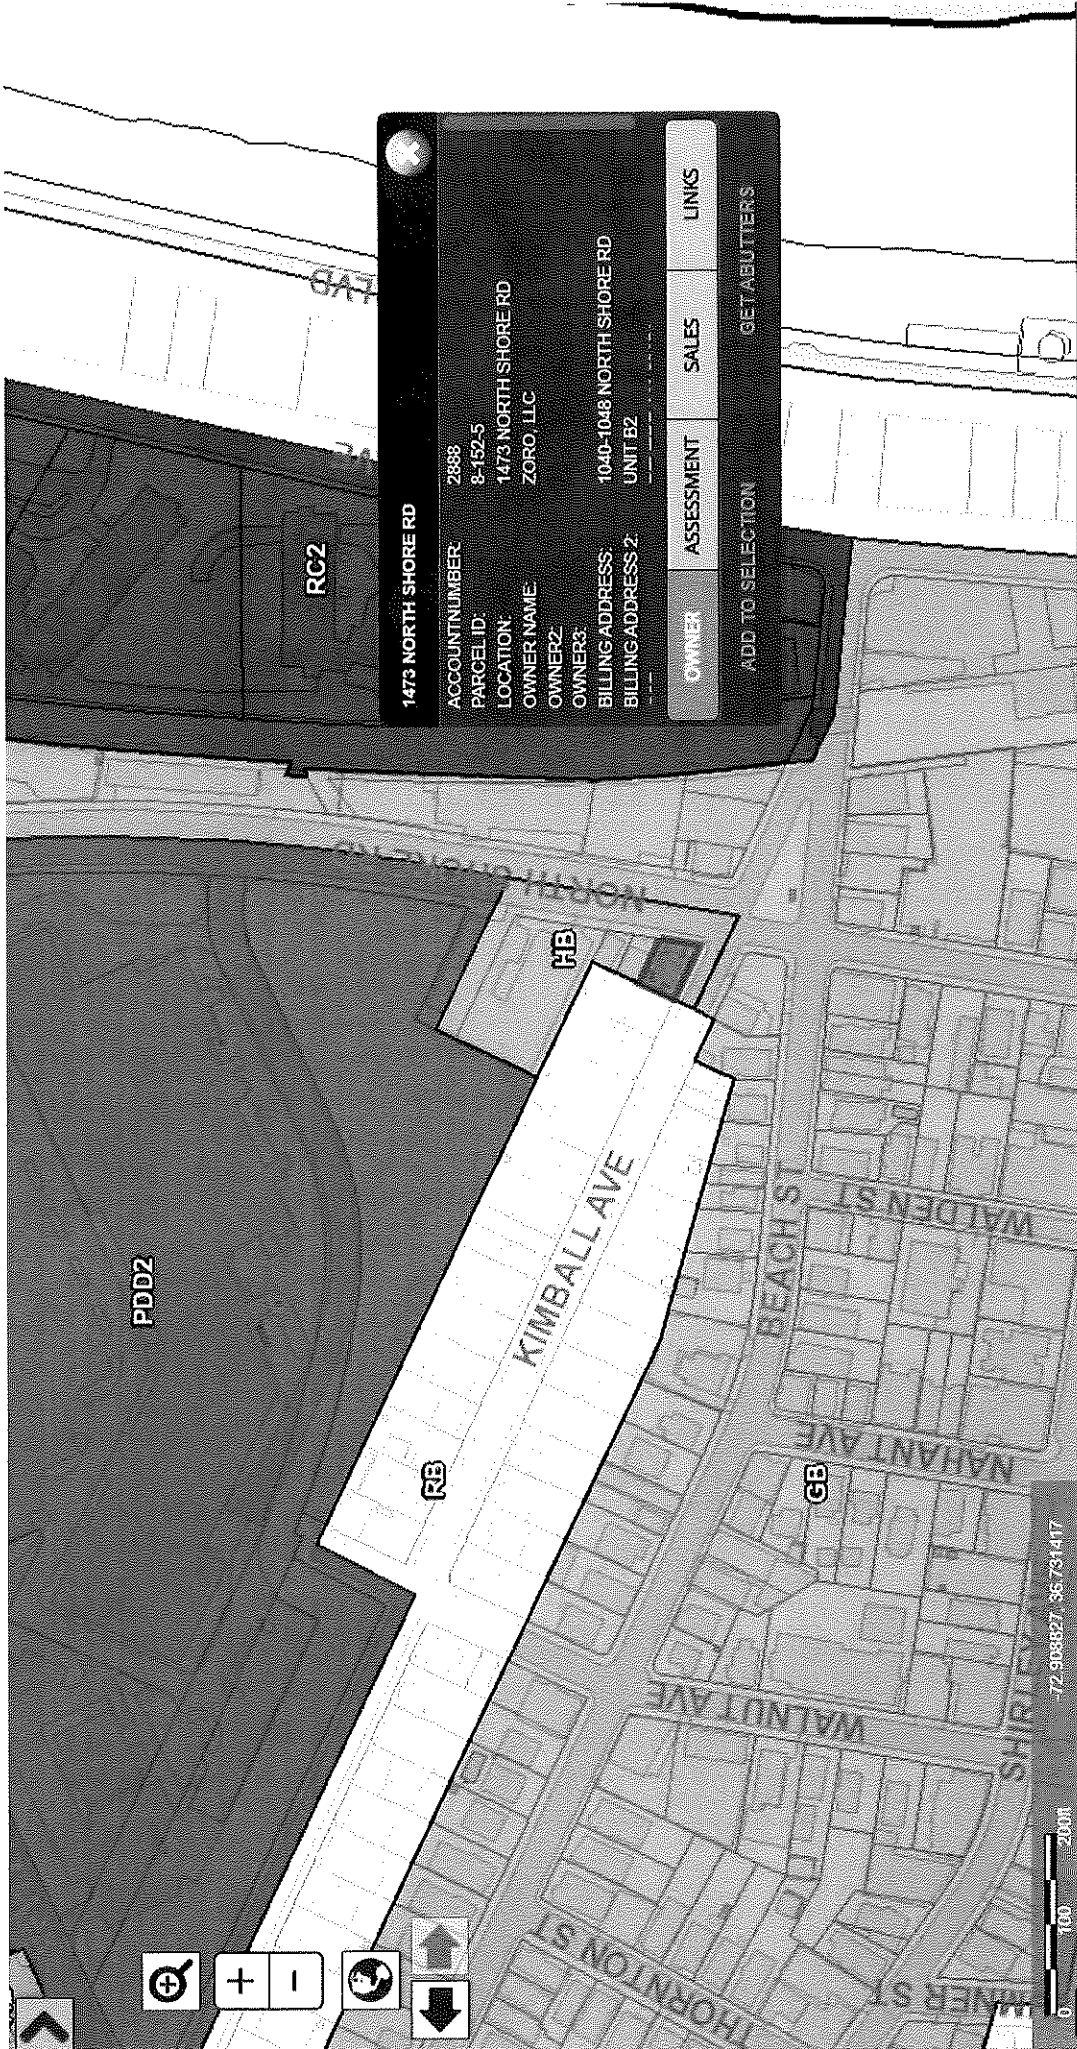 1473 NORTH SHORE RD
ACCOUNTNUMBER: 2888
PARCEL ID: 8-152-5
LOCATION: 1473 NORTH SHORE RD
OWNER NAME: ZORO, LLC
OWNER2:
OWNER3:
BILLING ADDRESS: 1040-1048 NORTH SHORE RD
BILLING ADDRESS 2: UNIT B2
OWNER
ASSESSMENT
SALES
LINKS
ADD TO SELECTION
GET ABUTTERS
RC2
PDD2
HB
NORTH SHORE RD
KIMBALL AVE
RB
BEACH S
WALDEN ST
NAHANT AVE
GB
WALNUT AVE
THORNTON ST
0 100 200ft
-72.908827 36.731417